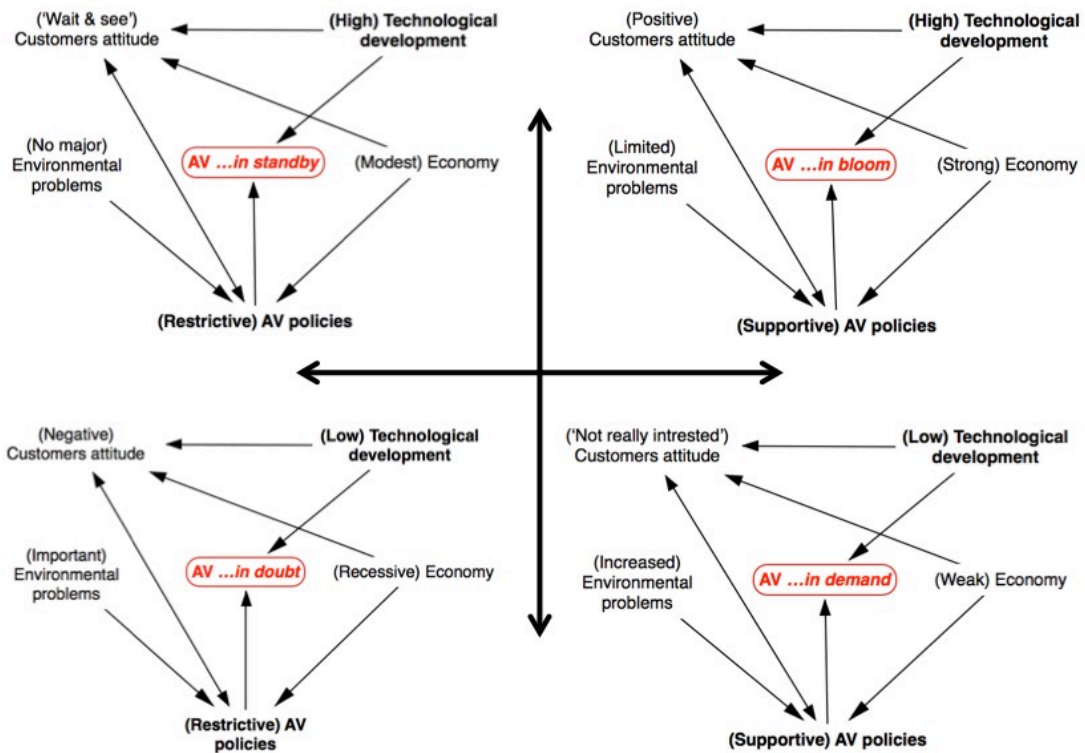 ('Wait & see')
Customers attitude
(High) Technological
development
(No major)
Environmental
problems
AV ...in standby
(Modest) Economy
(Restrictive) AV policies
(Positive)
Customers attitude
(High) Technological
development
(Limited)
Environmental
problems
AV ...in bloom
(Strong) Economy
(Supportive) AV policies
(Negative)
Customers attitude
(Low) Technological
development
(Important)
Environmental
problems
AV ...in doubt
(Recessive) Economy
(Restrictive) AV
policies
('Not really intrested')
Customers attitude
(Low) Technological
development
(Increased)
Environmental
problems
AV ...in demand
(Weak) Economy
(Supportive) AV policies